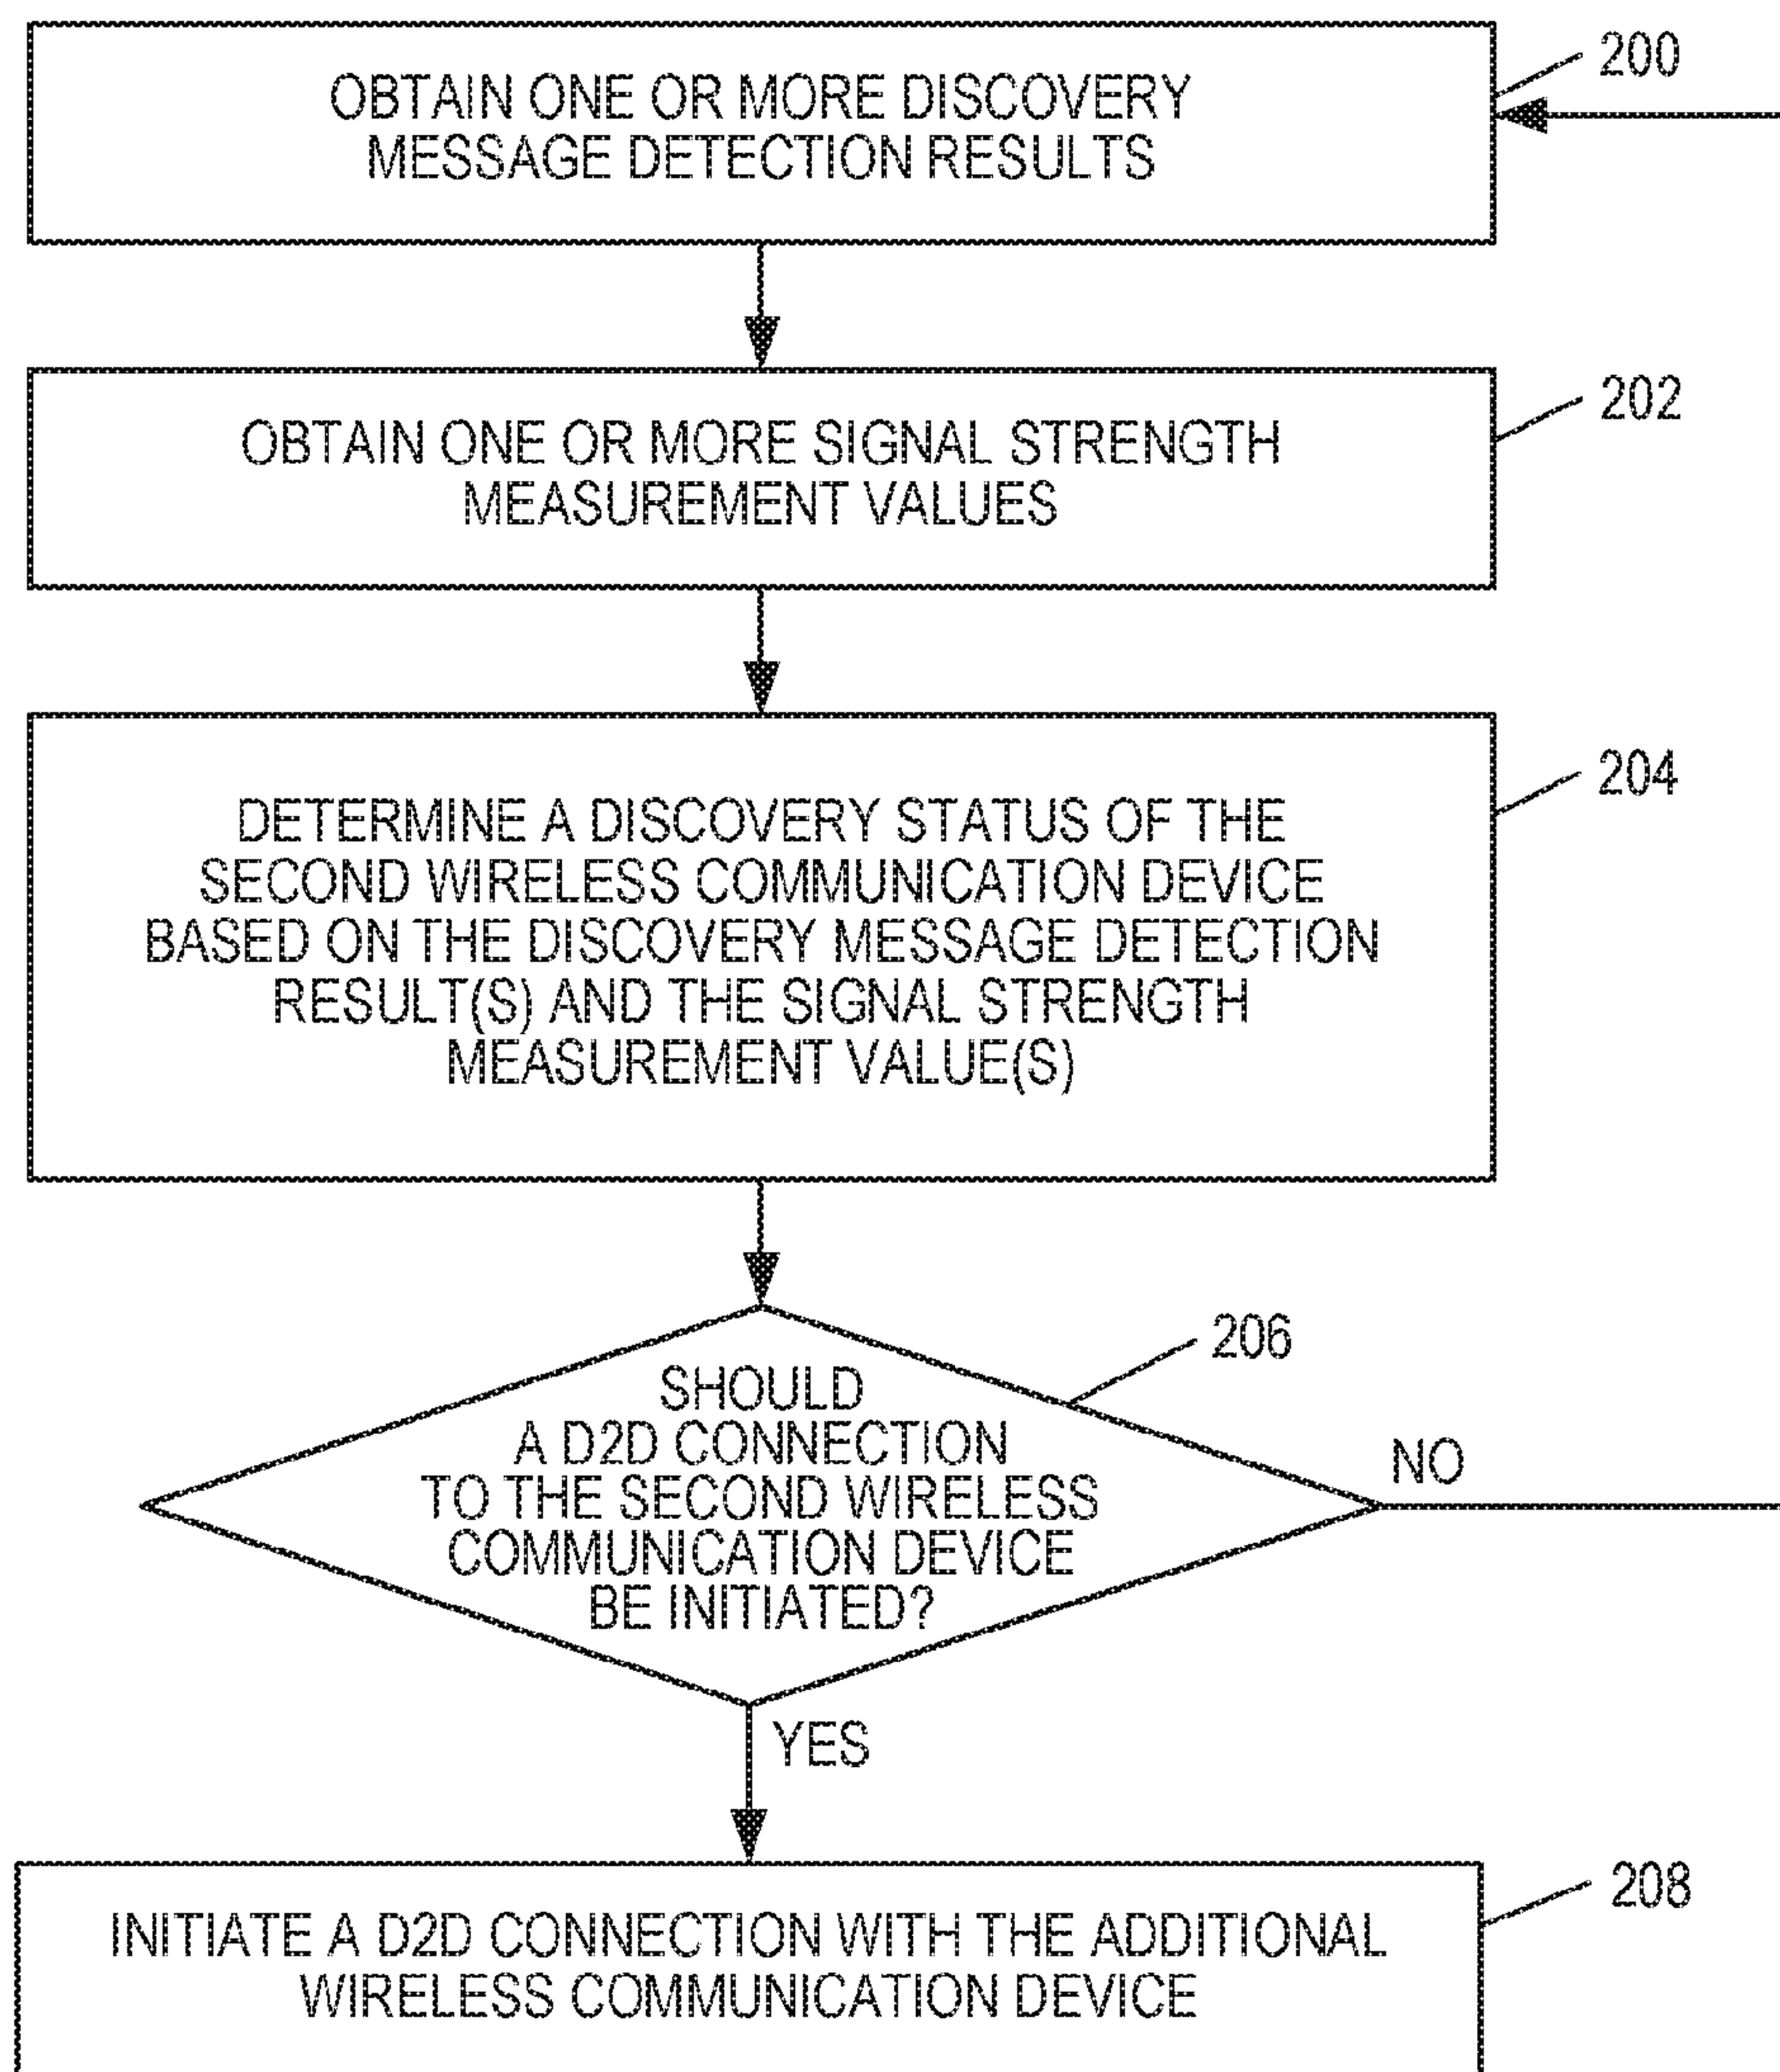 OBTAIN ONE OR MORE DISCOVERY
MESSAGE DETECTION RESULTS
200
OBTAIN ONE OR MORE SIGNAL STRENGTH
MEASUREMENT VALUES
202
DETERMINE A DISCOVERY STATUS OF THE
SECOND WIRELESS COMMUNICATION DEVICE
BASED ON THE DISCOVERY MESSAGE DETECTION
RESULT(S) AND THE SIGNAL STRENGTH
MEASUREMENT VALUE(S)
204
SHOULD
A D2D CONNECTION
TO THE SECOND WIRELESS
COMMUNICATION DEVICE
BE INITIATED?
206
NO
YES
INITIATE A D2D CONNECTION WITH THE ADDITIONAL
WIRELESS COMMUNICATION DEVICE
208